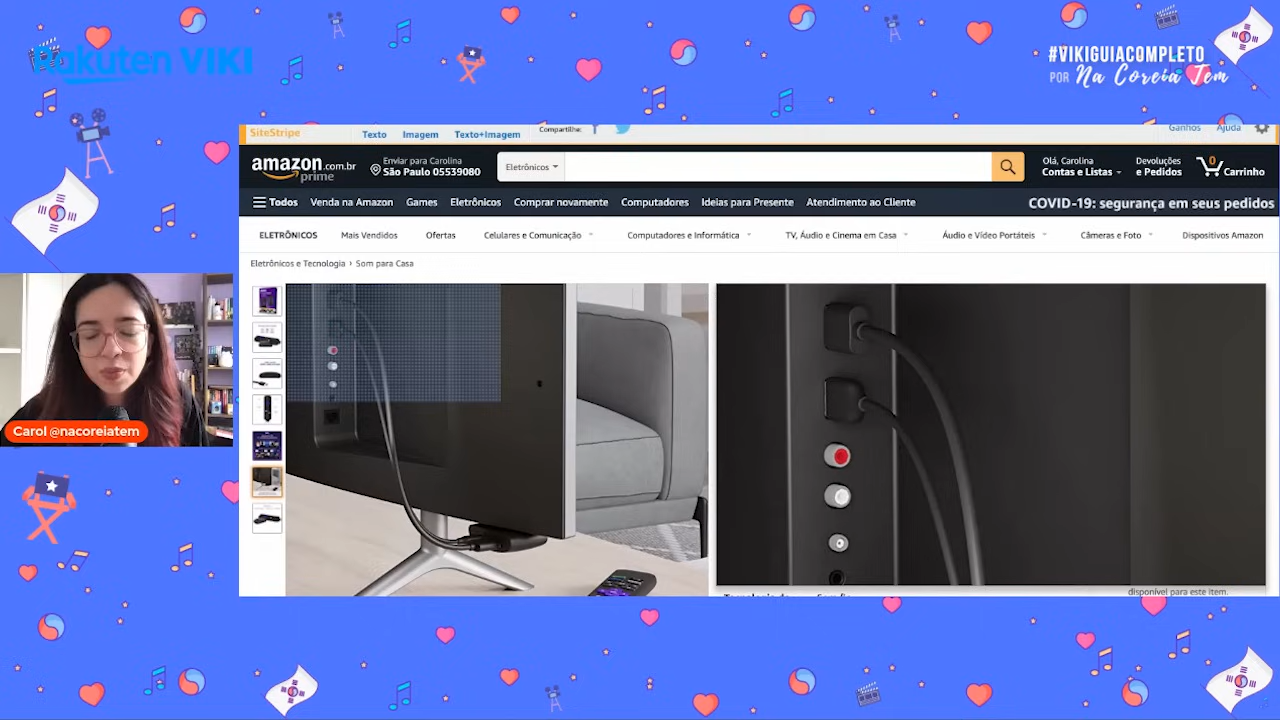 Rakuten VIKI
#VIKIGUIACOMPLETO
POR Na Coreia Tem
SiteStripe
Texto
Imagem
Texto+Imagem
Compartilhe:
Ganhos
Ajuda
amazon.com.br
prime
Enviar para Carolina
São Paulo 05539080
Eletrônicos
Olá, Carolina
Contas e Listas
Devoluções
e Pedidos
0
Carrinho
Todos
Venda na Amazon
Games
Eletrônicos
Comprar novamente
Computadores
Ideias para Presente
Atendimento ao Cliente
COVID-19: segurança em seus pedidos
ELETRÔNICOS
Mais Vendidos
Ofertas
Celulares e Comunicação
Computadores e Informática
TV, Áudio e Cinema em Casa
Áudio e Vídeo Portáteis
Câmeras e Foto
Dispositivos Amazon
Eletrônicos e Tecnologia › Som para Casa
Carol @nacoreiatem
disponível para este item.